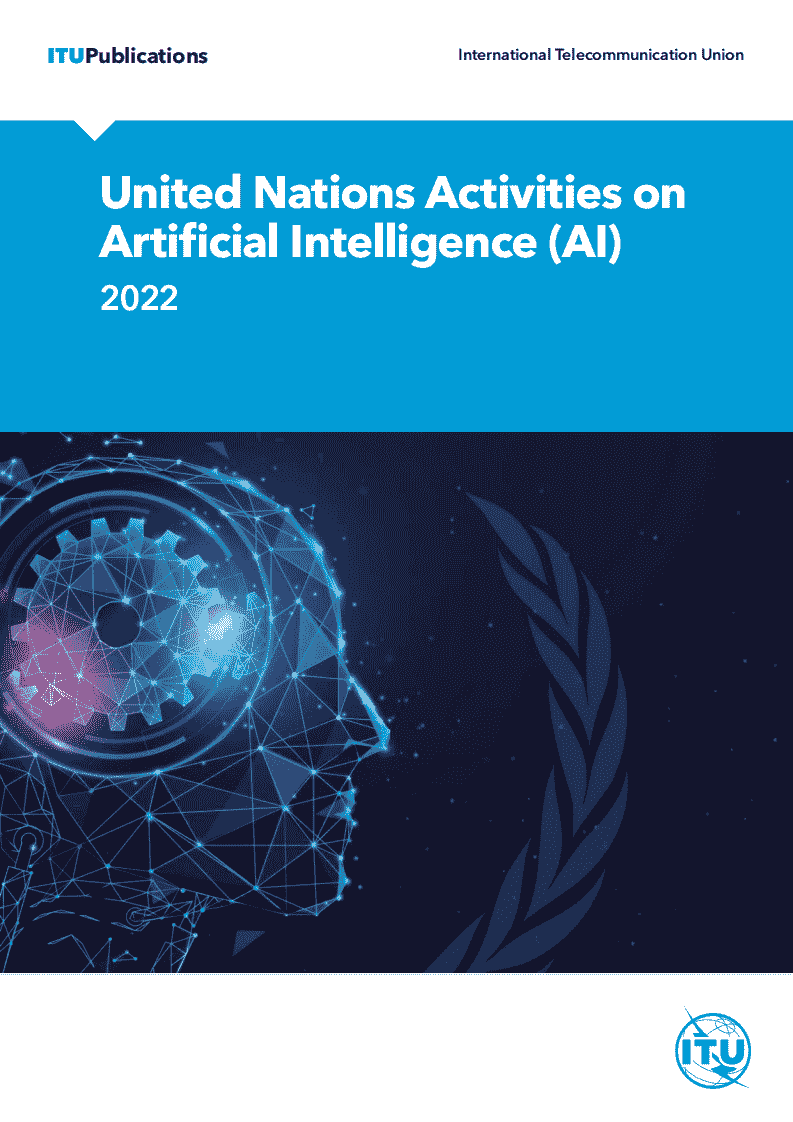 ITUPublications
International Telecommunication Union
United Nations Activities on
Artificial Intelligence (AI)
2022
ITU